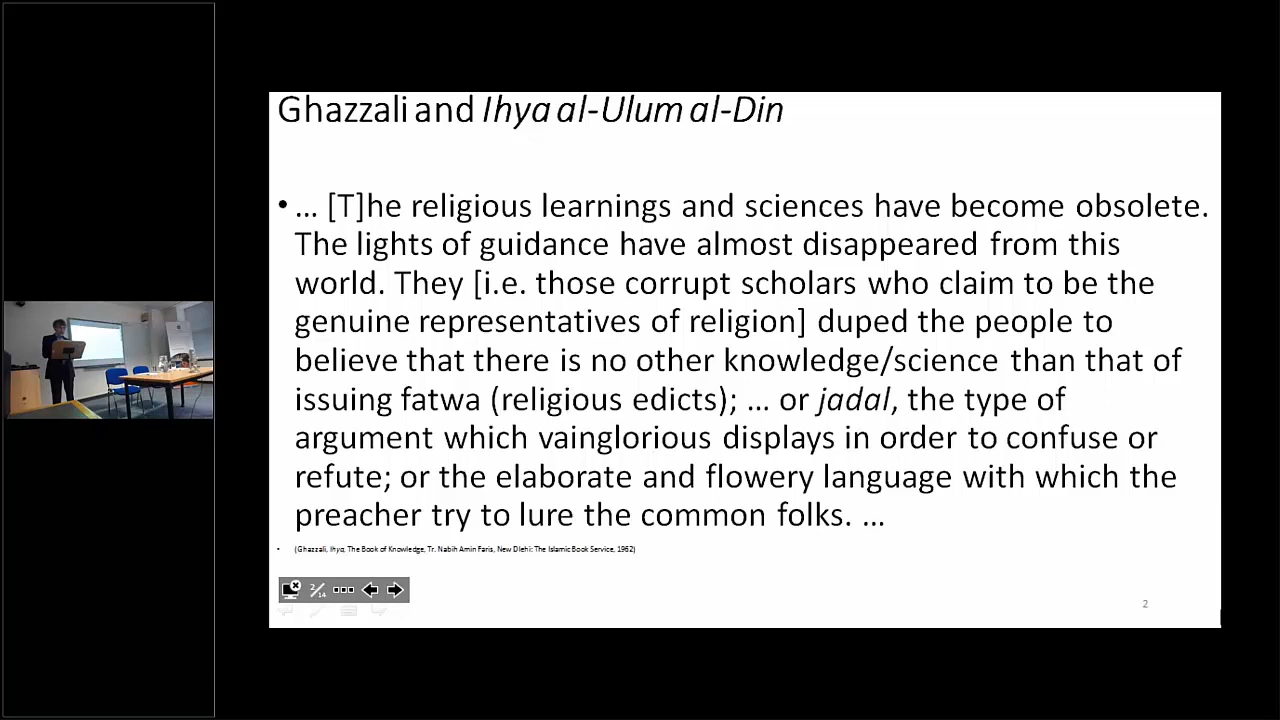 Ghazzali and Ihya al-Ulum al-Din
• ... [T]he religious learnings and sciences have become obsolete.
The lights of guidance have almost disappeared from this
world. They [i.e. those corrupt scholars who claim to be the
genuine representatives of religion] duped the people to
believe that there is no other knowledge/science than that of
issuing fatwa (religious edicts); ... or jadal, the type of
argument which vainglorious displays in order to confuse or
refute; or the elaborate and flowery language with which the
preacher try to lure the common folks. ...
• (Ghazzali, Ihya, The Book of Knowledge, Tr. Nabih Amin Faris, New Dlehi: The Islamic Book Service, 1962)
2/14
2